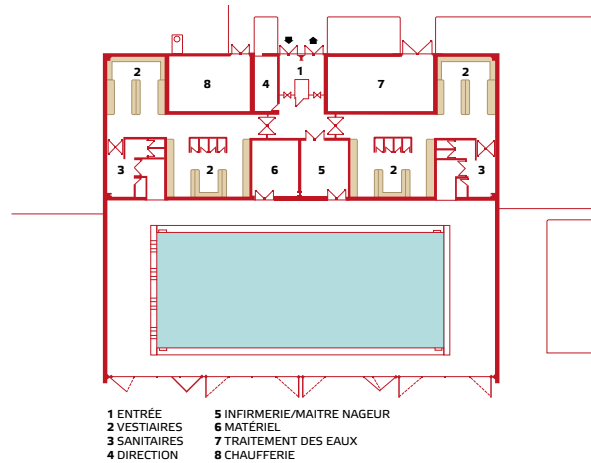 1
2
8
4
7
2
3
2
6
5
2
3
1 ENTRÉE
2 VESTIAIRES
3 SANITAIRES
4 DIRECTION
5 INFIRMERIE/MAITRE NAGEUR
6 MATÉRIEL
7 TRAITEMENT DES EAUX
8 CHAUFFERIE